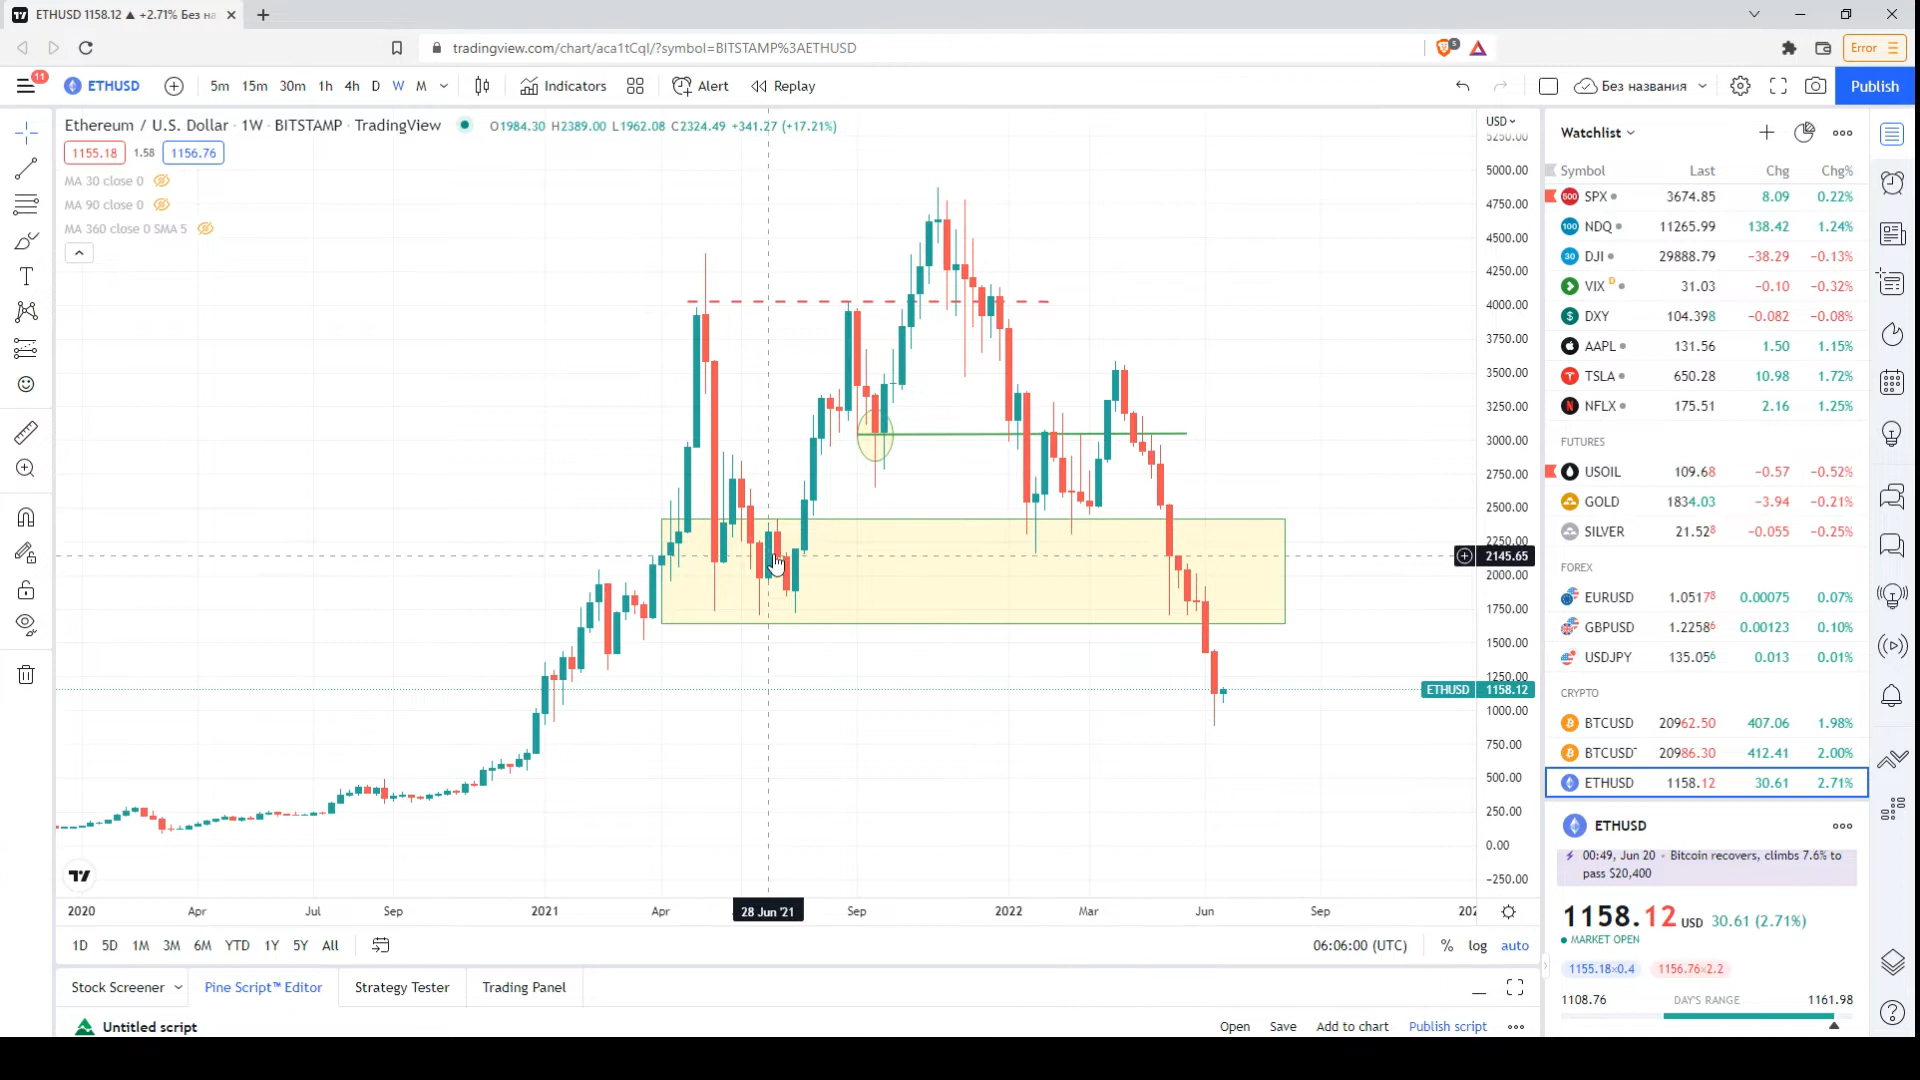 ETHUSD 1158.12 ▲ +2.71% Без на
tradingview.com/chart/aca1tCql/?symbol=BITSTAMP%3AETHUSD
5
Error
11
ETHUSD
5m 15m 30m 1h 4h D W M
Indicators
Alert
Replay
Без названия
Publish
Ethereum / U.S. Dollar · 1W · BITSTAMP · TradingView
O1984.30 H2389.00 L1962.08 C2324.49 +341.27 (+17.21%)
1155.18 1.58 1156.76
MA 30 close 0
MA 90 close 0
MA 360 close 0 SMA 5
USD
5250.00
5000.00
4750.00
4500.00
4250.00
4000.00
3750.00
3500.00
3250.00
3000.00
2750.00
2500.00
2250.00
2145.65
2000.00
1750.00
1500.00
1250.00
ETHUSD 1158.12
1000.00
750.00
500.00
250.00
0.00
−250.00
2020 Apr Jul Sep 2021 Apr 28 Jun '21 Sep 2022 Mar Jun Sep 202
1D 5D 1M 3M 6M YTD 1Y 5Y All
06:06:00 (UTC) % log auto
Stock Screener
Pine Script™ Editor
Strategy Tester
Trading Panel
Untitled script
Open Save Add to chart Publish script
Watchlist
Symbol Last Chg Chg%
500 SPX 3674.85 8.09 0.22%
100 NDQ 11265.99 138.42 1.24%
30 DJI 29888.79 −38.29 −0.13%
VIX D 31.03 −0.10 −0.32%
$ DXY 104.398 −0.082 −0.08%
AAPL 131.56 1.50 1.15%
TSLA 650.28 10.98 1.72%
NFLX 175.51 2.16 1.25%
FUTURES
USOIL 109.68 −0.57 −0.52%
GOLD 1834.03 −3.94 −0.21%
SILVER 21.528 −0.055 −0.25%
FOREX
EURUSD 1.05178 0.00075 0.07%
GBPUSD 1.22586 0.00123 0.10%
USDJPY 135.056 0.013 0.01%
CRYPTO
BTCUSD 20962.50 407.06 1.98%
BTCUSD 20986.30 412.41 2.00%
ETHUSD 1158.12 30.61 2.71%
ETHUSD
00:49, Jun 20 · Bitcoin recovers, climbs 7.6% to
pass $20,400
1158.12 USD 30.61 (2.71%)
MARKET OPEN
1155.18×0.4 1156.76×2.2
1108.76 DAY'S RANGE 1161.98